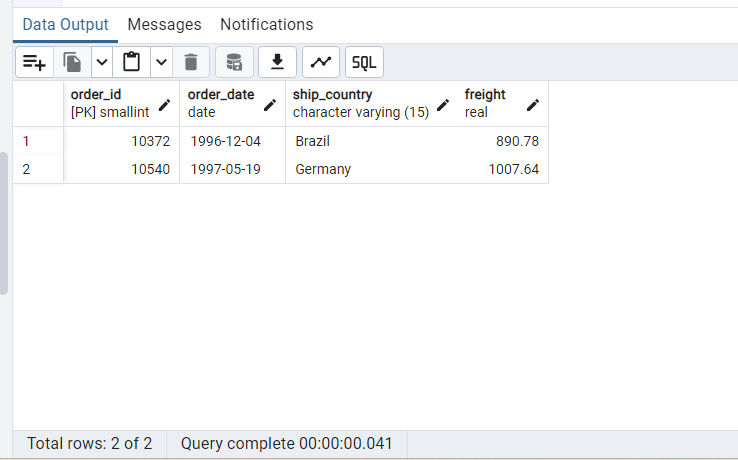 Data Output Messages Notifications
SQL
order_id order_date ship_country freight
[PK] smallint date character varying (15) real
1 10372 1996-12-04 Brazil 890.78
2 10540 1997-05-19 Germany 1007.64
Total rows: 2 of 2 Query complete 00:00:00.041